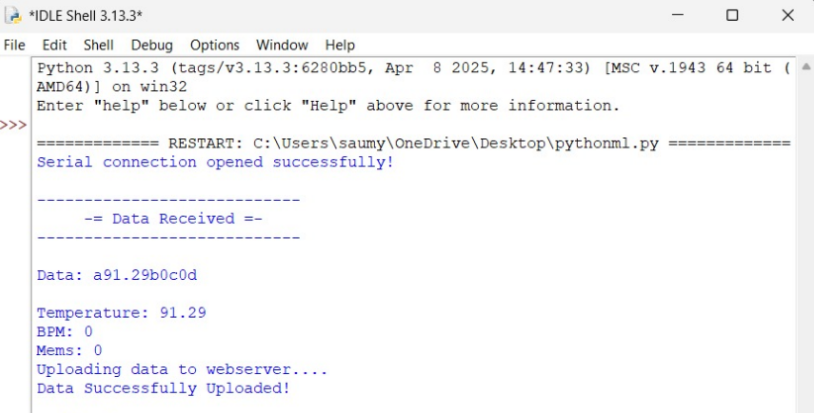 *IDLE Shell 3.13.3*
File Edit Shell Debug Options Window Help
Python 3.13.3 (tags/v3.13.3:6280bb5, Apr  8 2025, 14:47:33) [MSC v.1943 64 bit (
AMD64)] on win32
Enter "help" below or click "Help" above for more information.
>>>
============= RESTART: C:\Users\saumy\OneDrive\Desktop\pythonml.py =============
Serial connection opened successfully!
----------------------------
-= Data Received =-
----------------------------
Data: a91.29b0c0d
Temperature: 91.29
BPM: 0
Mems: 0
Uploading data to webserver....
Data Successfully Uploaded!